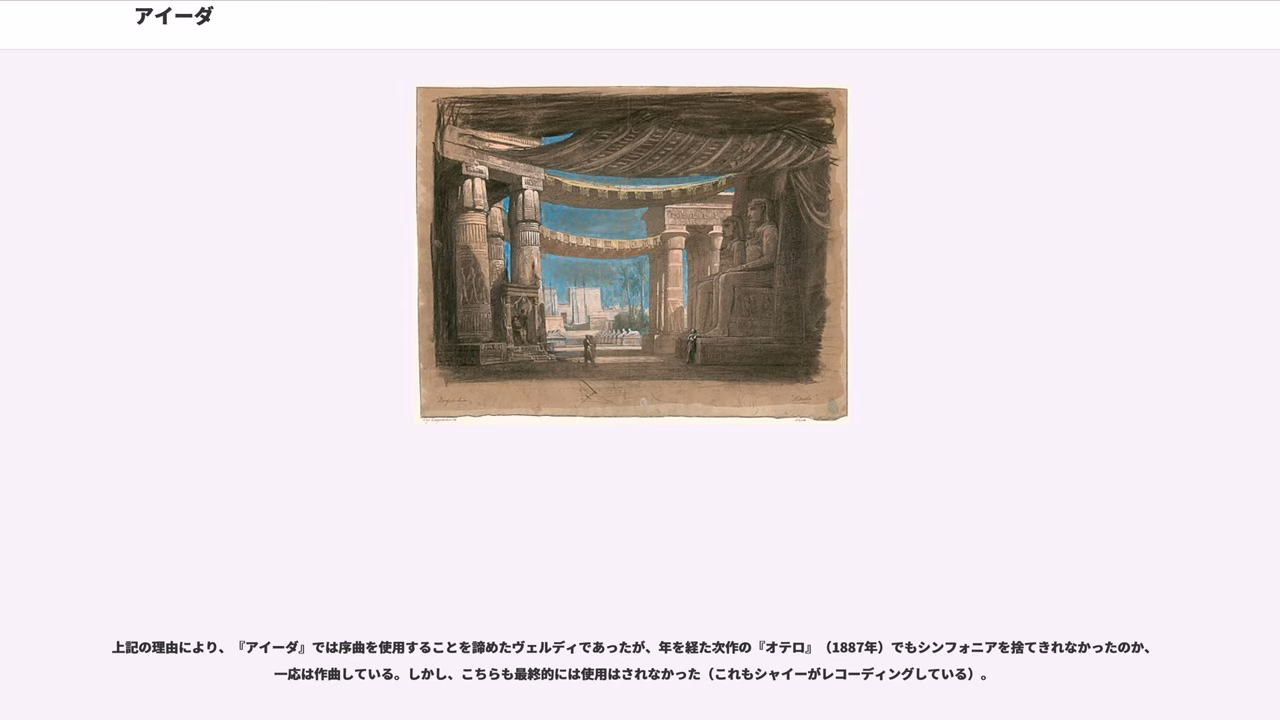 アイーダ
上記の理由により、『アイーダ』では序曲を使用することを諦めたヴェルディであったが、年を経た次作の『オテロ』（1887年）でもシンフォニアを捨てきれなかったのか、
一応は作曲している。しかし、こちらも最終的には使用はされなかった（これもシャイーがレコーディングしている）。